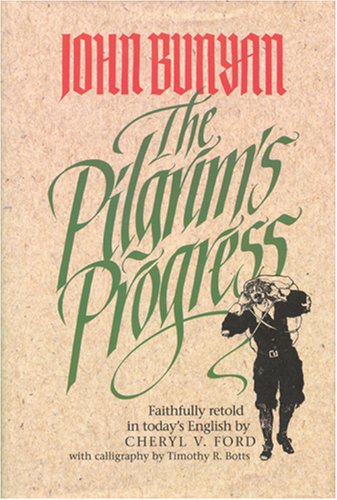 JOHN BUNYAN
The
Pilgrim's
Progress
Faithfully retold
in today's English by
CHERYL V. FORD
with calligraphy by Timothy R. Botts